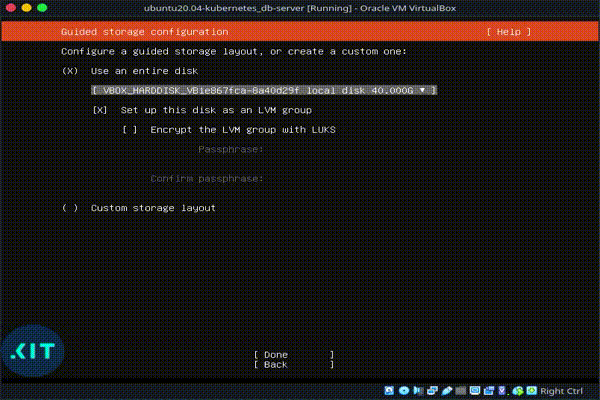 ubuntu20.04-kubernetes_db-server [Running] - Oracle VM VirtualBox
Guided storage configuration [ Help ]
Configure a guided storage layout, or create a custom one:
(X) Use an entire disk
[ VBOX_HARDDISK_VB1e867fca-8a40d29f local disk 40.000G ▾ ]
[X] Set up this disk as an LVM group
[ ] Encrypt the LVM group with LUKS
Passphrase:
Confirm passphrase:
( ) Custom storage layout
KIT
[ Done ]
[ Back ]
Right Ctrl